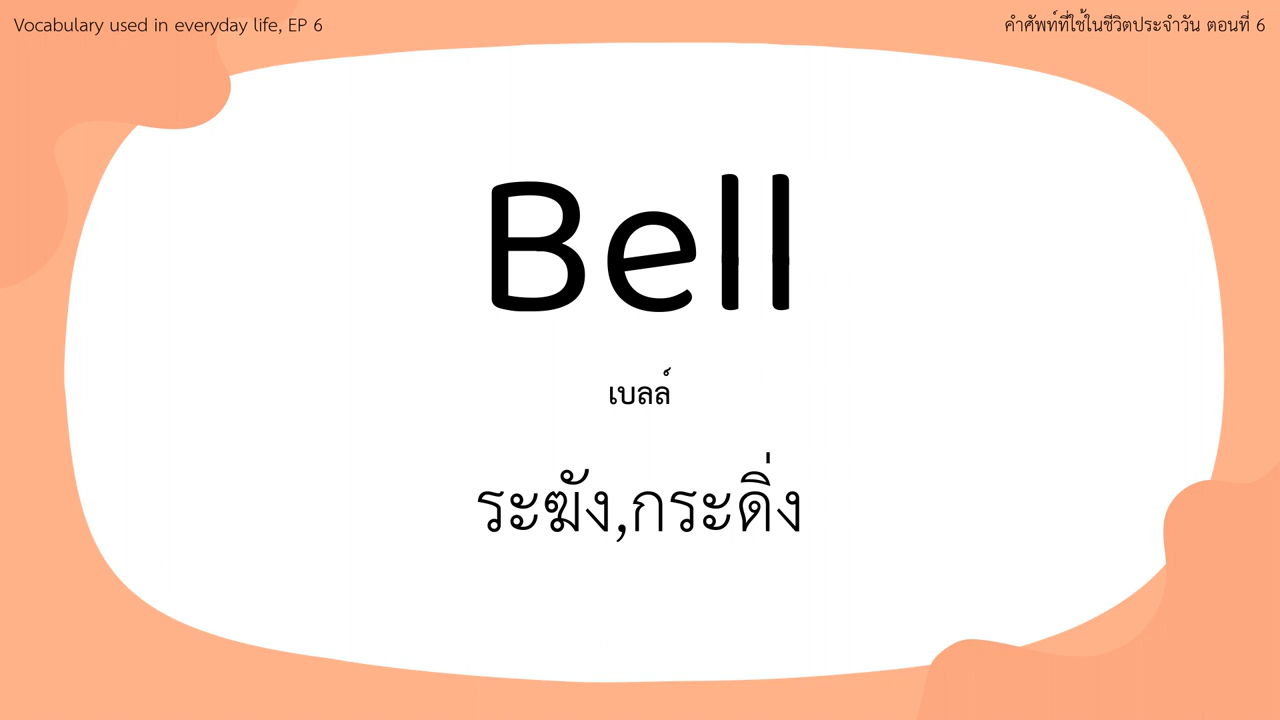 Vocabulary used in everyday life, EP 6
คำศัพท์ที่ใช้ในชีวิตประจำวัน ตอนที่ 6
Bell
เบลล์
ระฆัง,กระดิ่ง